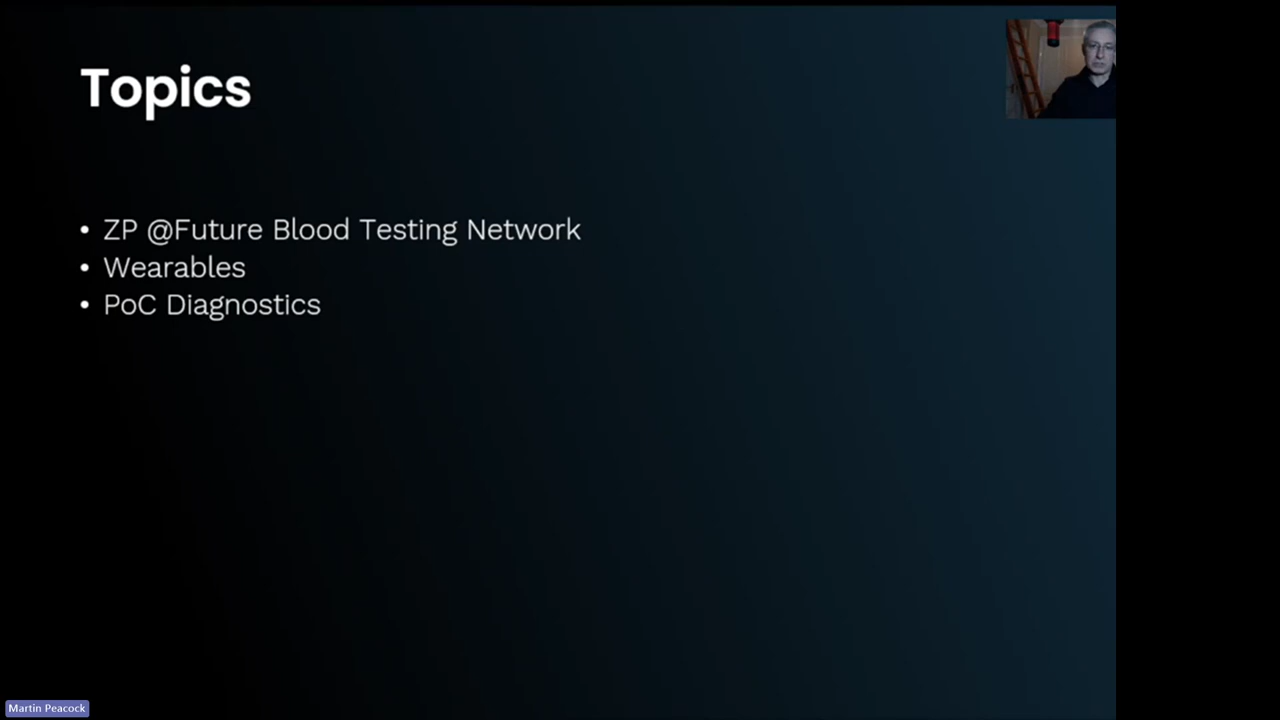 Topics
• ZP @Future Blood Testing Network
• Wearables
• PoC Diagnostics
Martin Peacock